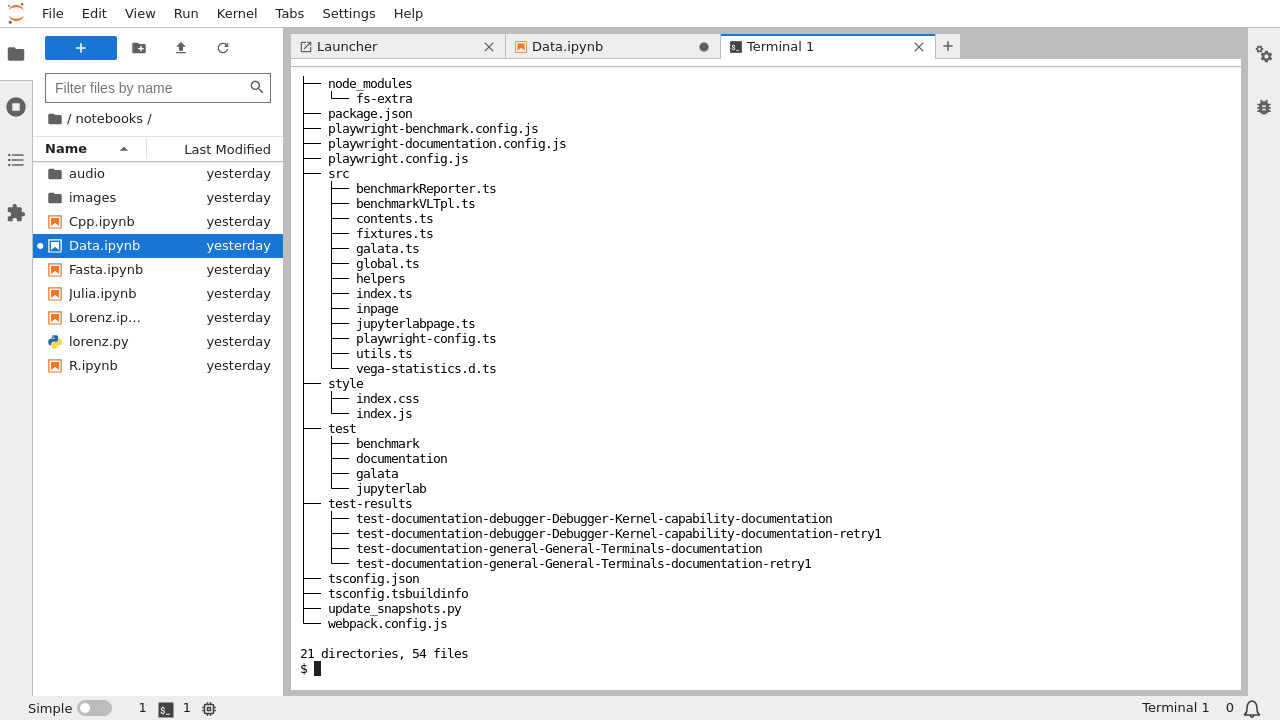 File Edit View Run Kernel Tabs Settings Help
Launcher
Data.ipynb
Terminal 1
Filter files by name
/ notebooks /
Name Last Modified
audio yesterday
images yesterday
Cpp.ipynb yesterday
Data.ipynb yesterday
Fasta.ipynb yesterday
Julia.ipynb yesterday
Lorenz.ip... yesterday
lorenz.py yesterday
R.ipynb yesterday
├── node_modules
│   └── fs-extra
├── package.json
├── playwright-benchmark.config.js
├── playwright-documentation.config.js
├── playwright.config.js
├── src
│   ├── benchmarkReporter.ts
│   ├── benchmarkVLTpl.ts
│   ├── contents.ts
│   ├── fixtures.ts
│   ├── galata.ts
│   ├── global.ts
│   ├── helpers
│   ├── index.ts
│   ├── inpage
│   ├── jupyterlabpage.ts
│   ├── playwright-config.ts
│   ├── utils.ts
│   └── vega-statistics.d.ts
├── style
│   ├── index.css
│   └── index.js
├── test
│   ├── benchmark
│   ├── documentation
│   ├── galata
│   └── jupyterlab
├── test-results
│   ├── test-documentation-debugger-Debugger-Kernel-capability-documentation
│   ├── test-documentation-debugger-Debugger-Kernel-capability-documentation-retry1
│   ├── test-documentation-general-General-Terminals-documentation
│   └── test-documentation-general-General-Terminals-documentation-retry1
├── tsconfig.json
├── tsconfig.tsbuildinfo
├── update_snapshots.py
└── webpack.config.js
21 directories, 54 files
$
Simple 1 $_ 1
Terminal 1 0